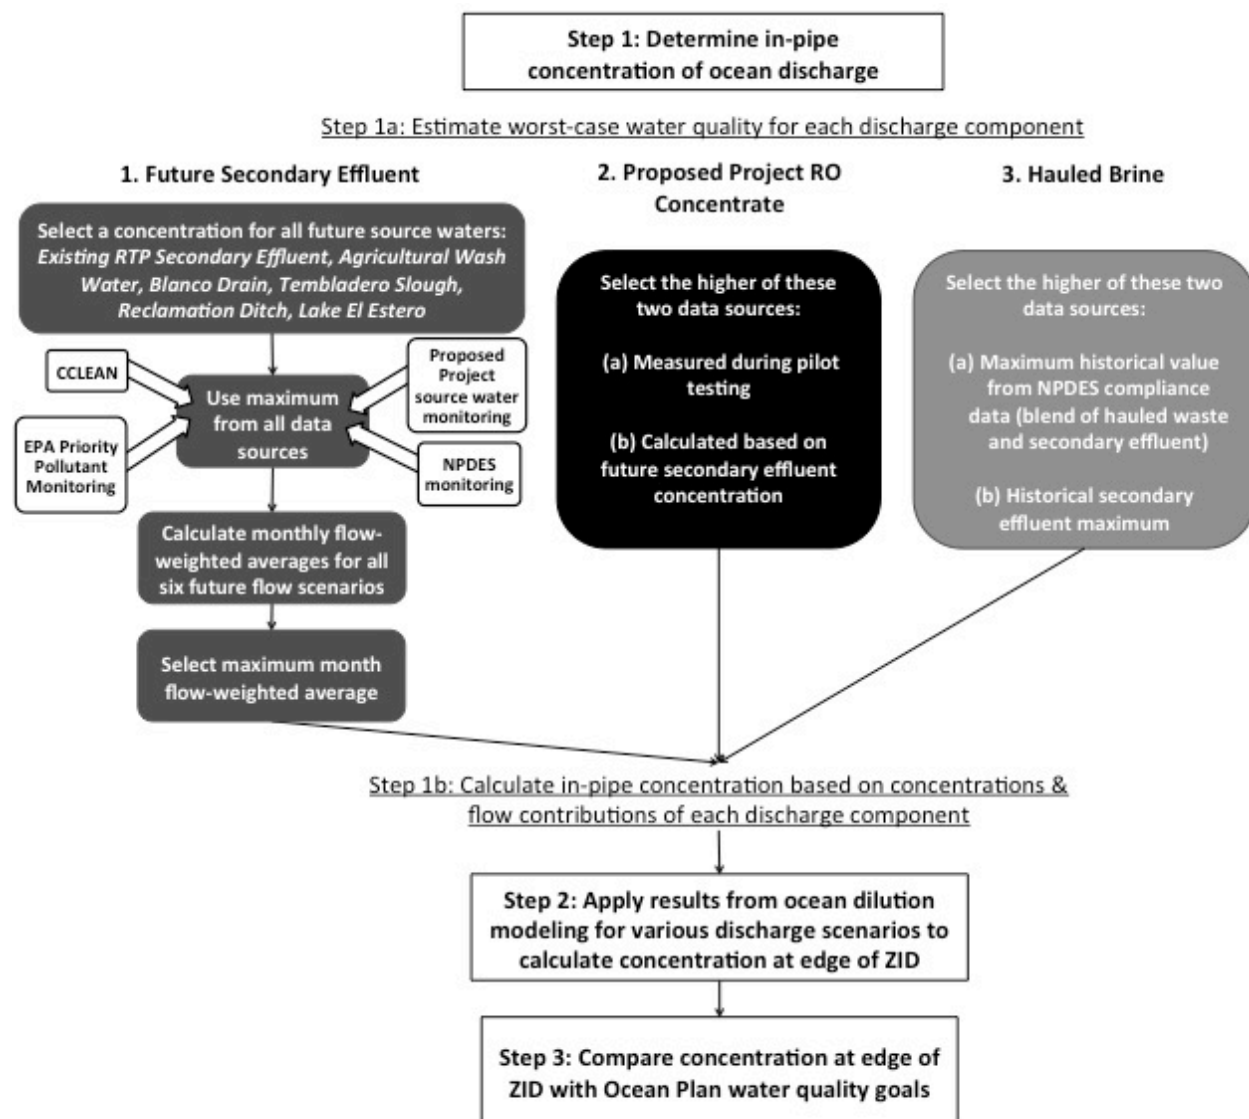 Step 1: Determine in-pipe
concentration of ocean discharge
Step 1a: Estimate worst-case water quality for each discharge component
1. Future Secondary Effluent
Select a concentration for all future source waters:
Existing RTP Secondary Effluent, Agricultural Wash
Water, Blanco Drain, Tembladero Slough,
Reclamation Ditch, Lake El Estero
CCLEAN
EPA Priority
Pollutant
Monitoring
Use maximum
from all data
sources
Proposed
Project
source water
monitoring
NPDES
monitoring
Calculate monthly flow-
weighted averages for all
six future flow scenarios
Select maximum month
flow-weighted average
2. Proposed Project RO
Concentrate
Select the higher of these
two data sources:
(a) Measured during pilot
testing
(b) Calculated based on
future secondary effluent
concentration
3. Hauled Brine
Select the higher of these two
data sources:
(a) Maximum historical value
from NPDES compliance
data (blend of hauled waste
and secondary effluent)
(b) Historical secondary
effluent maximum
Step 1b: Calculate in-pipe concentration based on concentrations &
flow contributions of each discharge component
Step 2: Apply results from ocean dilution
modeling for various discharge scenarios to
calculate concentration at edge of ZID
Step 3: Compare concentration at edge of
ZID with Ocean Plan water quality goals